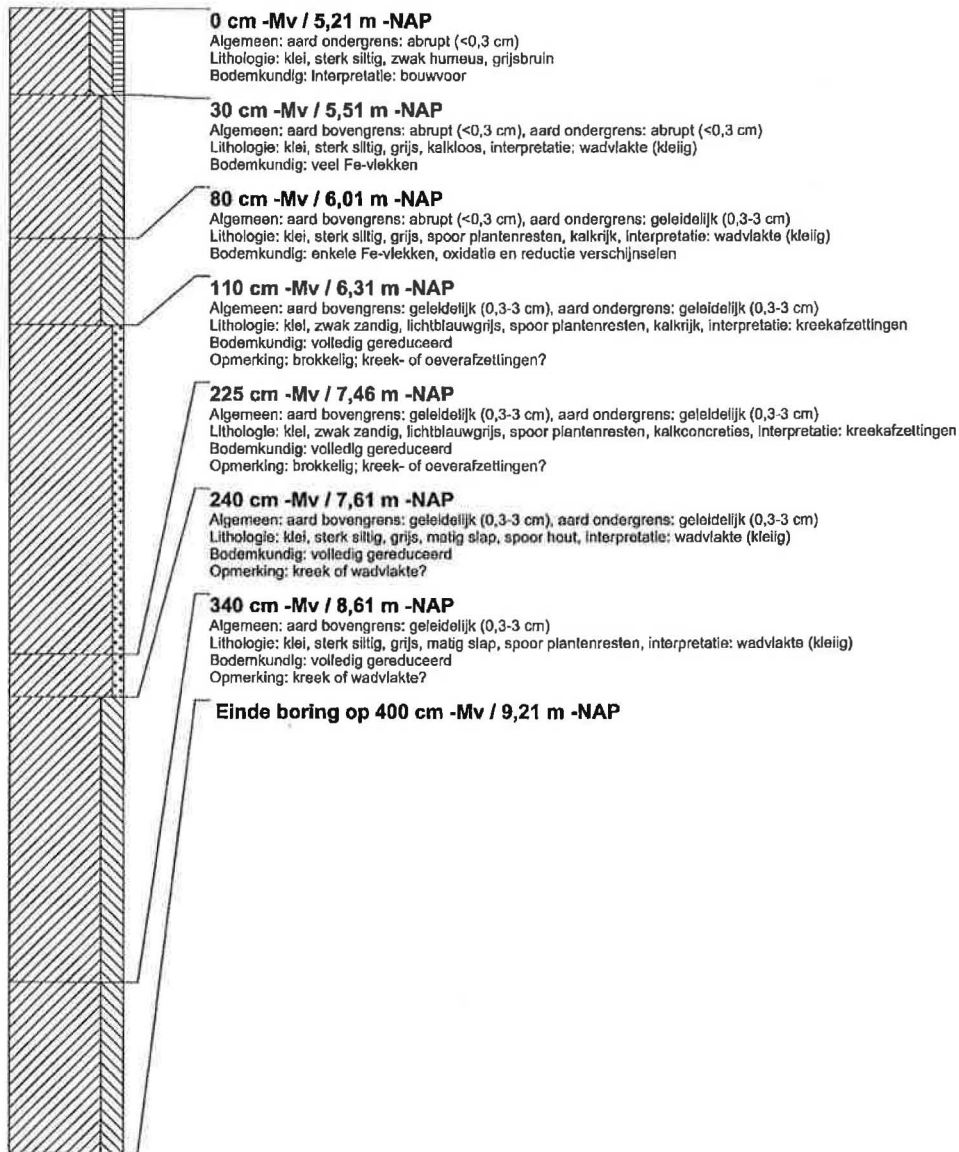 0 cm -Mv / 5,21 m -NAP
Algemeen: aard ondergrens: abrupt (<0,3 cm)
Lithologie: klei, sterk siltig, zwak humeus, grijsbruin
Bodemkundig: Interpretatie: bouwvoor
30 cm -Mv / 5,51 m -NAP
Algemeen: aard bovengrens: abrupt (<0,3 cm), aard ondergrens: abrupt (<0,3 cm)
Lithologie: klei, sterk siltig, grijs, kalkloos, interpretatie: wadvlakte (kleiig)
Bodemkundig: veel Fe-vlekken
80 cm -Mv / 6,01 m -NAP
Algemeen: aard bovengrens: abrupt (<0,3 cm), aard ondergrens: geleidelijk (0,3-3 cm)
Lithologie: klei, sterk siltig, grijs, spoor plantenresten, kalkrijk, interpretatie: wadvlakte (kleiig)
Bodemkundig: enkele Fe-vlekken, oxidatie en reductie verschijnselen
110 cm -Mv / 6,31 m -NAP
Algemeen: aard bovengrens: geleidelijk (0,3-3 cm), aard ondergrens: geleidelijk (0,3-3 cm)
Lithologie: klei, zwak zandig, lichtblauwgrijs, spoor plantenresten, kalkrijk, interpretatie: kreekafzettingen
Bodemkundig: volledig gereduceerd
Opmerking: brokkelig; kreek- of oeverafzettingen?
225 cm -Mv / 7,46 m -NAP
Algemeen: aard bovengrens: geleidelijk (0,3-3 cm), aard ondergrens: geleidelijk (0,3-3 cm)
Lithologie: klei, zwak zandig, lichtblauwgrijs, spoor plantenresten, kalkconcreties, interpretatie: kreekafzettingen
Bodemkundig: volledig gereduceerd
Opmerking: brokkelig; kreek- of oeverafzettingen?
240 cm -Mv / 7,61 m -NAP
Algemeen: aard bovengrens: geleidelijk (0,3-3 cm), aard ondergrens: geleidelijk (0,3-3 cm)
Lithologie: klei, sterk siltig, grijs, matig slap, spoor hout, interpretatie: wadvlakte (kleiig)
Bodemkundig: volledig gereduceerd
Opmerking: kreek of wadvlakte?
340 cm -Mv / 8,61 m -NAP
Algemeen: aard bovengrens: geleidelijk (0,3-3 cm)
Lithologie: klei, sterk siltig, grijs, matig slap, spoor plantenresten, interpretatie: wadvlakte (kleiig)
Bodemkundig: volledig gereduceerd
Opmerking: kreek of wadvlakte?
Einde boring op 400 cm -Mv / 9,21 m -NAP